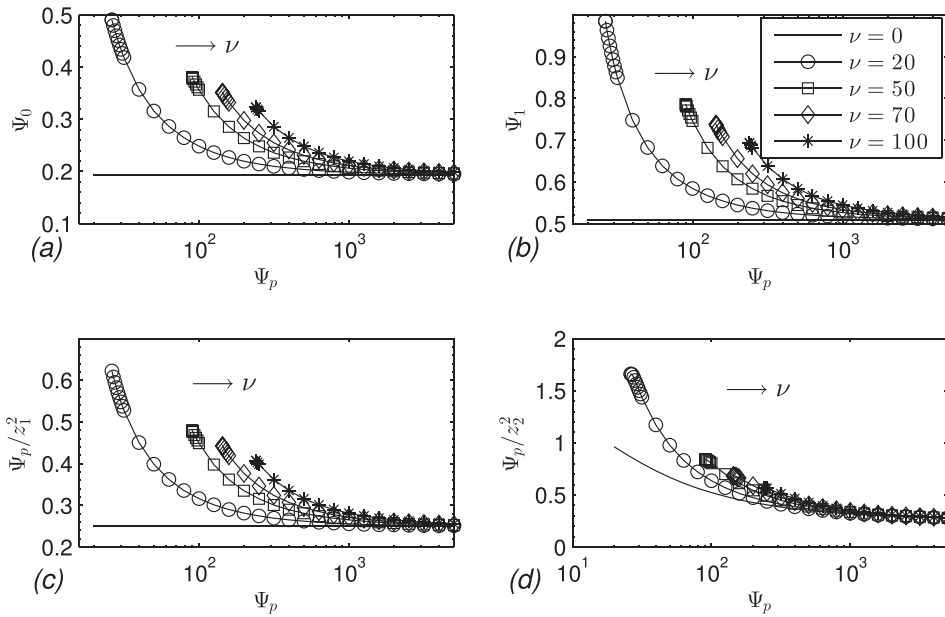 0.5
0.4
0.3
0.2
0.1
Ψ₀
→ ν
10² 10³
Ψₚ
(a)
0.9
0.8
0.7
0.6
0.5
Ψ₁
→ ν
ν = 0
ν = 20
ν = 50
ν = 70
ν = 100
10² 10³
Ψₚ
(b)
0.6
0.5
0.4
0.3
0.2
Ψₚ/z₁²
→ ν
10² 10³
Ψₚ
(c)
2
1.5
1
0.5
0
Ψₚ/z₂²
→ ν
10¹ 10² 10³
Ψₚ
(d)